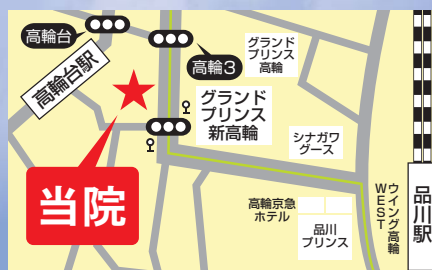 高輪台
高輪3
グランド
プリンス
高輪
高輪台駅
グランド
プリンス
新高輪
シナガワ
グース
当院
高輪京急
ホテル
品川
プリンス
ウイング高輪
WEST
品川駅